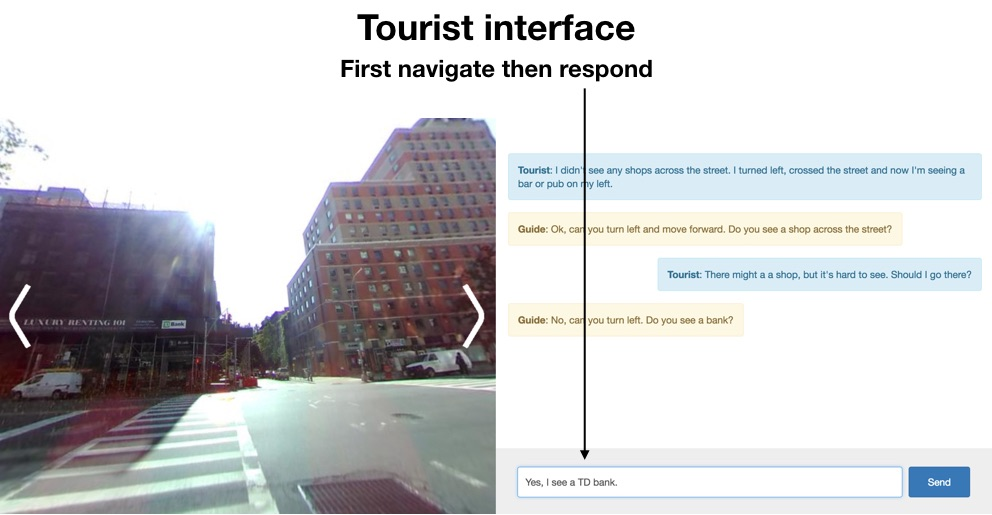 Tourist interface
First navigate then respond
Tourist: I didn't see any shops across the street. I turned left, crossed the street and now I'm seeing a
bar or pub on my left.
Guide: Ok, can you turn left and move forward. Do you see a shop across the street?
Tourist: There might a a shop, but it's hard to see. Should I go there?
Guide: No, can you turn left. Do you see a bank?
LUXURY RENTING 101
Bank
Yes, I see a TD bank.
Send